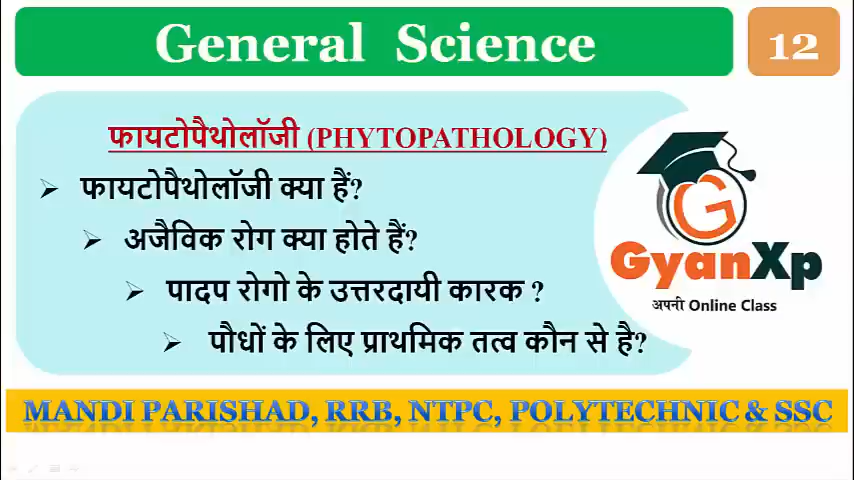 General Science
12
फायटोपैथोलॉजी (PHYTOPATHOLOGY)
फायटोपैथोलॉजी क्या हैं?
अजैविक रोग क्या होते हैं?
पादप रोगो के उत्तरदायी कारक ?
पौधों के लिए प्राथमिक तत्व कौन से है?
G
GyanXp
अपनी Online Class
MANDI PARISHAD, RRB, NTPC, POLYTECHNIC & SSC